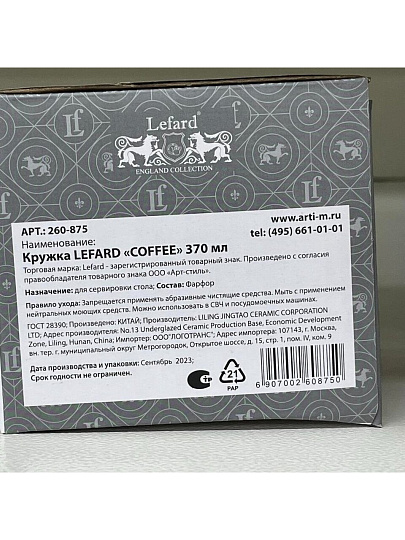 Lf
Lf
Lefard
ENGLAND COLLECTION
АРТ.: 260-875
www.arti-m.ru
Наименование:
tel: (495) 661-01-01
Кружка LEFARD «COFFEE» 370 мл
Торговая марка: Lefard - зарегистрированный товарный знак. Произведено с согласия
правообладателя товарного знака ООО «Арт-стиль».
Назначение: для сервировки стола; Состав: Фарфор
Правило ухода: Запрещается применять абразивные чистящие средства. Мыть с применением
нейтральных моющих средств. Можно использовать в СВЧ и посудомоечных машинах.
ГОСТ 28390; Произведено: КИТАЙ; Производитель: LILING JINGTAO CERAMIC CORPORATION
LIMITED; Адрес производителя: No.13 Underglazed Ceramic Production Base, Economic Development
Zone, Liling, Hunan, China; Импортер: ООО"ЛОГОТРАНС"; Адрес импортера: 107143, г. Москва,
вн. тер. г. муниципальный округ Метрогородок, Открытое шоссе, д. 15, стр. 1, пом. IV, ком. 9
Дата производства и упаковки: Сентябрь 2023;
Срок годности не ограничен.
21
PAP
6 907002 608750
Lf
Lf